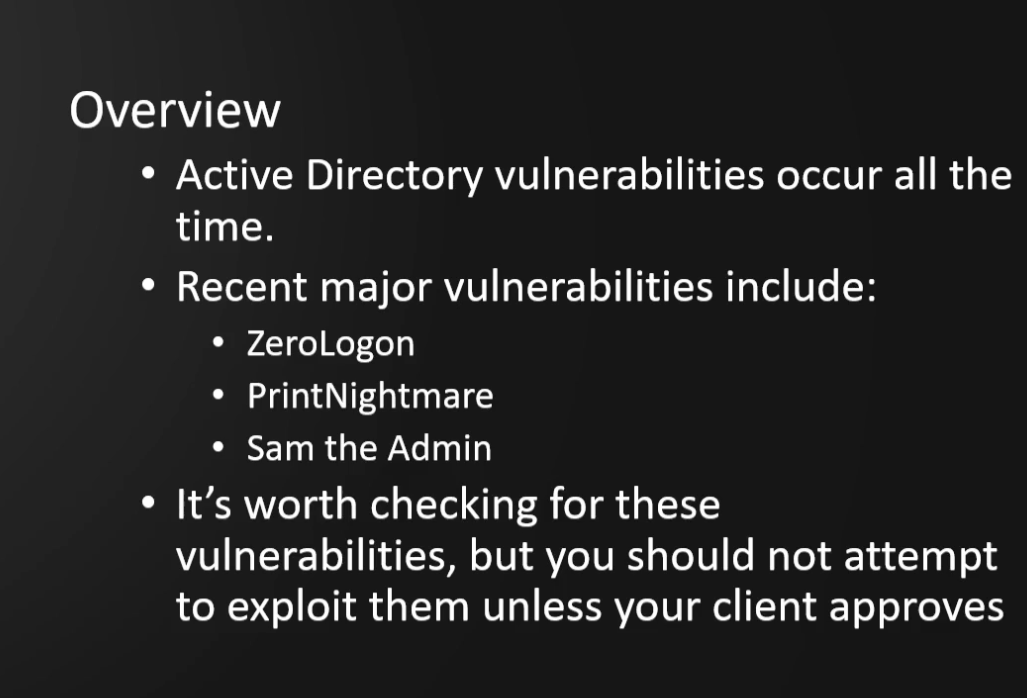 Overview
• Active Directory vulnerabilities occur all the
time.
• Recent major vulnerabilities include:
• ZeroLogon
• PrintNightmare
• Sam the Admin
• It’s worth checking for these
vulnerabilities, but you should not attempt
to exploit them unless your client approves